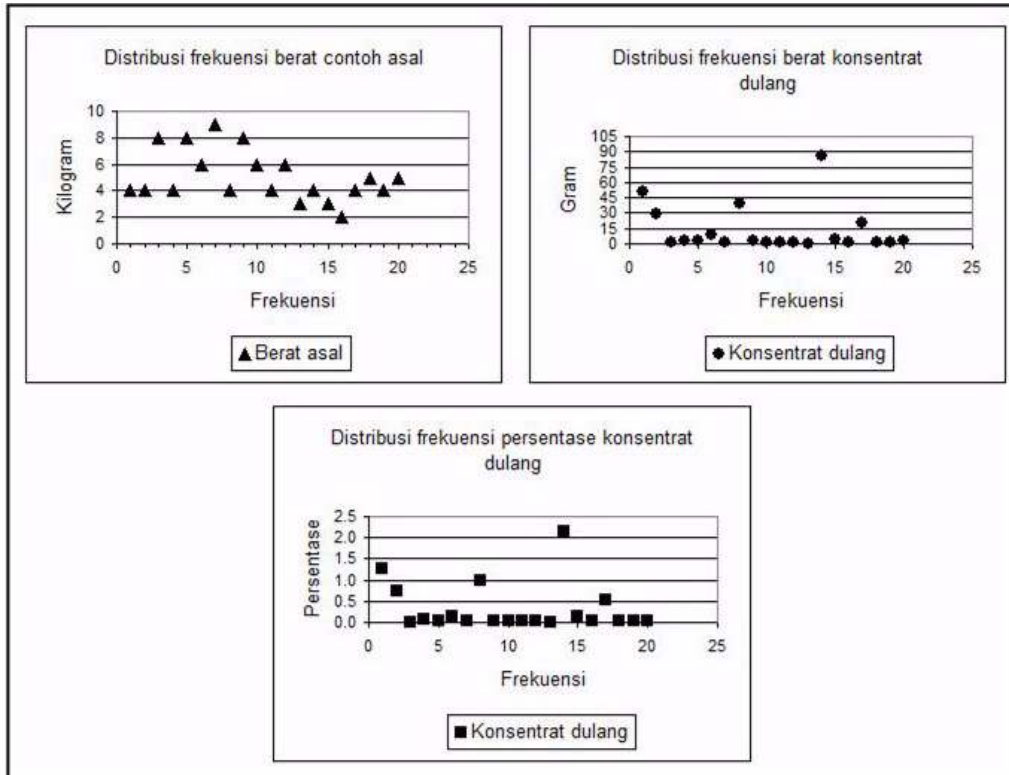 Distribusi frekuensi berat contoh asal
Kilogram
10
8
6
4
2
0
0 5 10 15 20 25
Frekuensi
Berat asal
Distribusi frekuensi berat konsentrat
dulang
Gram
105
90
75
60
45
30
15
0
0 5 10 15 20 25
Frekuensi
Konsentrat dulang
Distribusi frekuensi persentase konsentrat
dulang
Persentase
2.5
2.0
1.5
1.0
0.5
0.0
0 5 10 15 20 25
Frekuensi
Konsentrat dulang